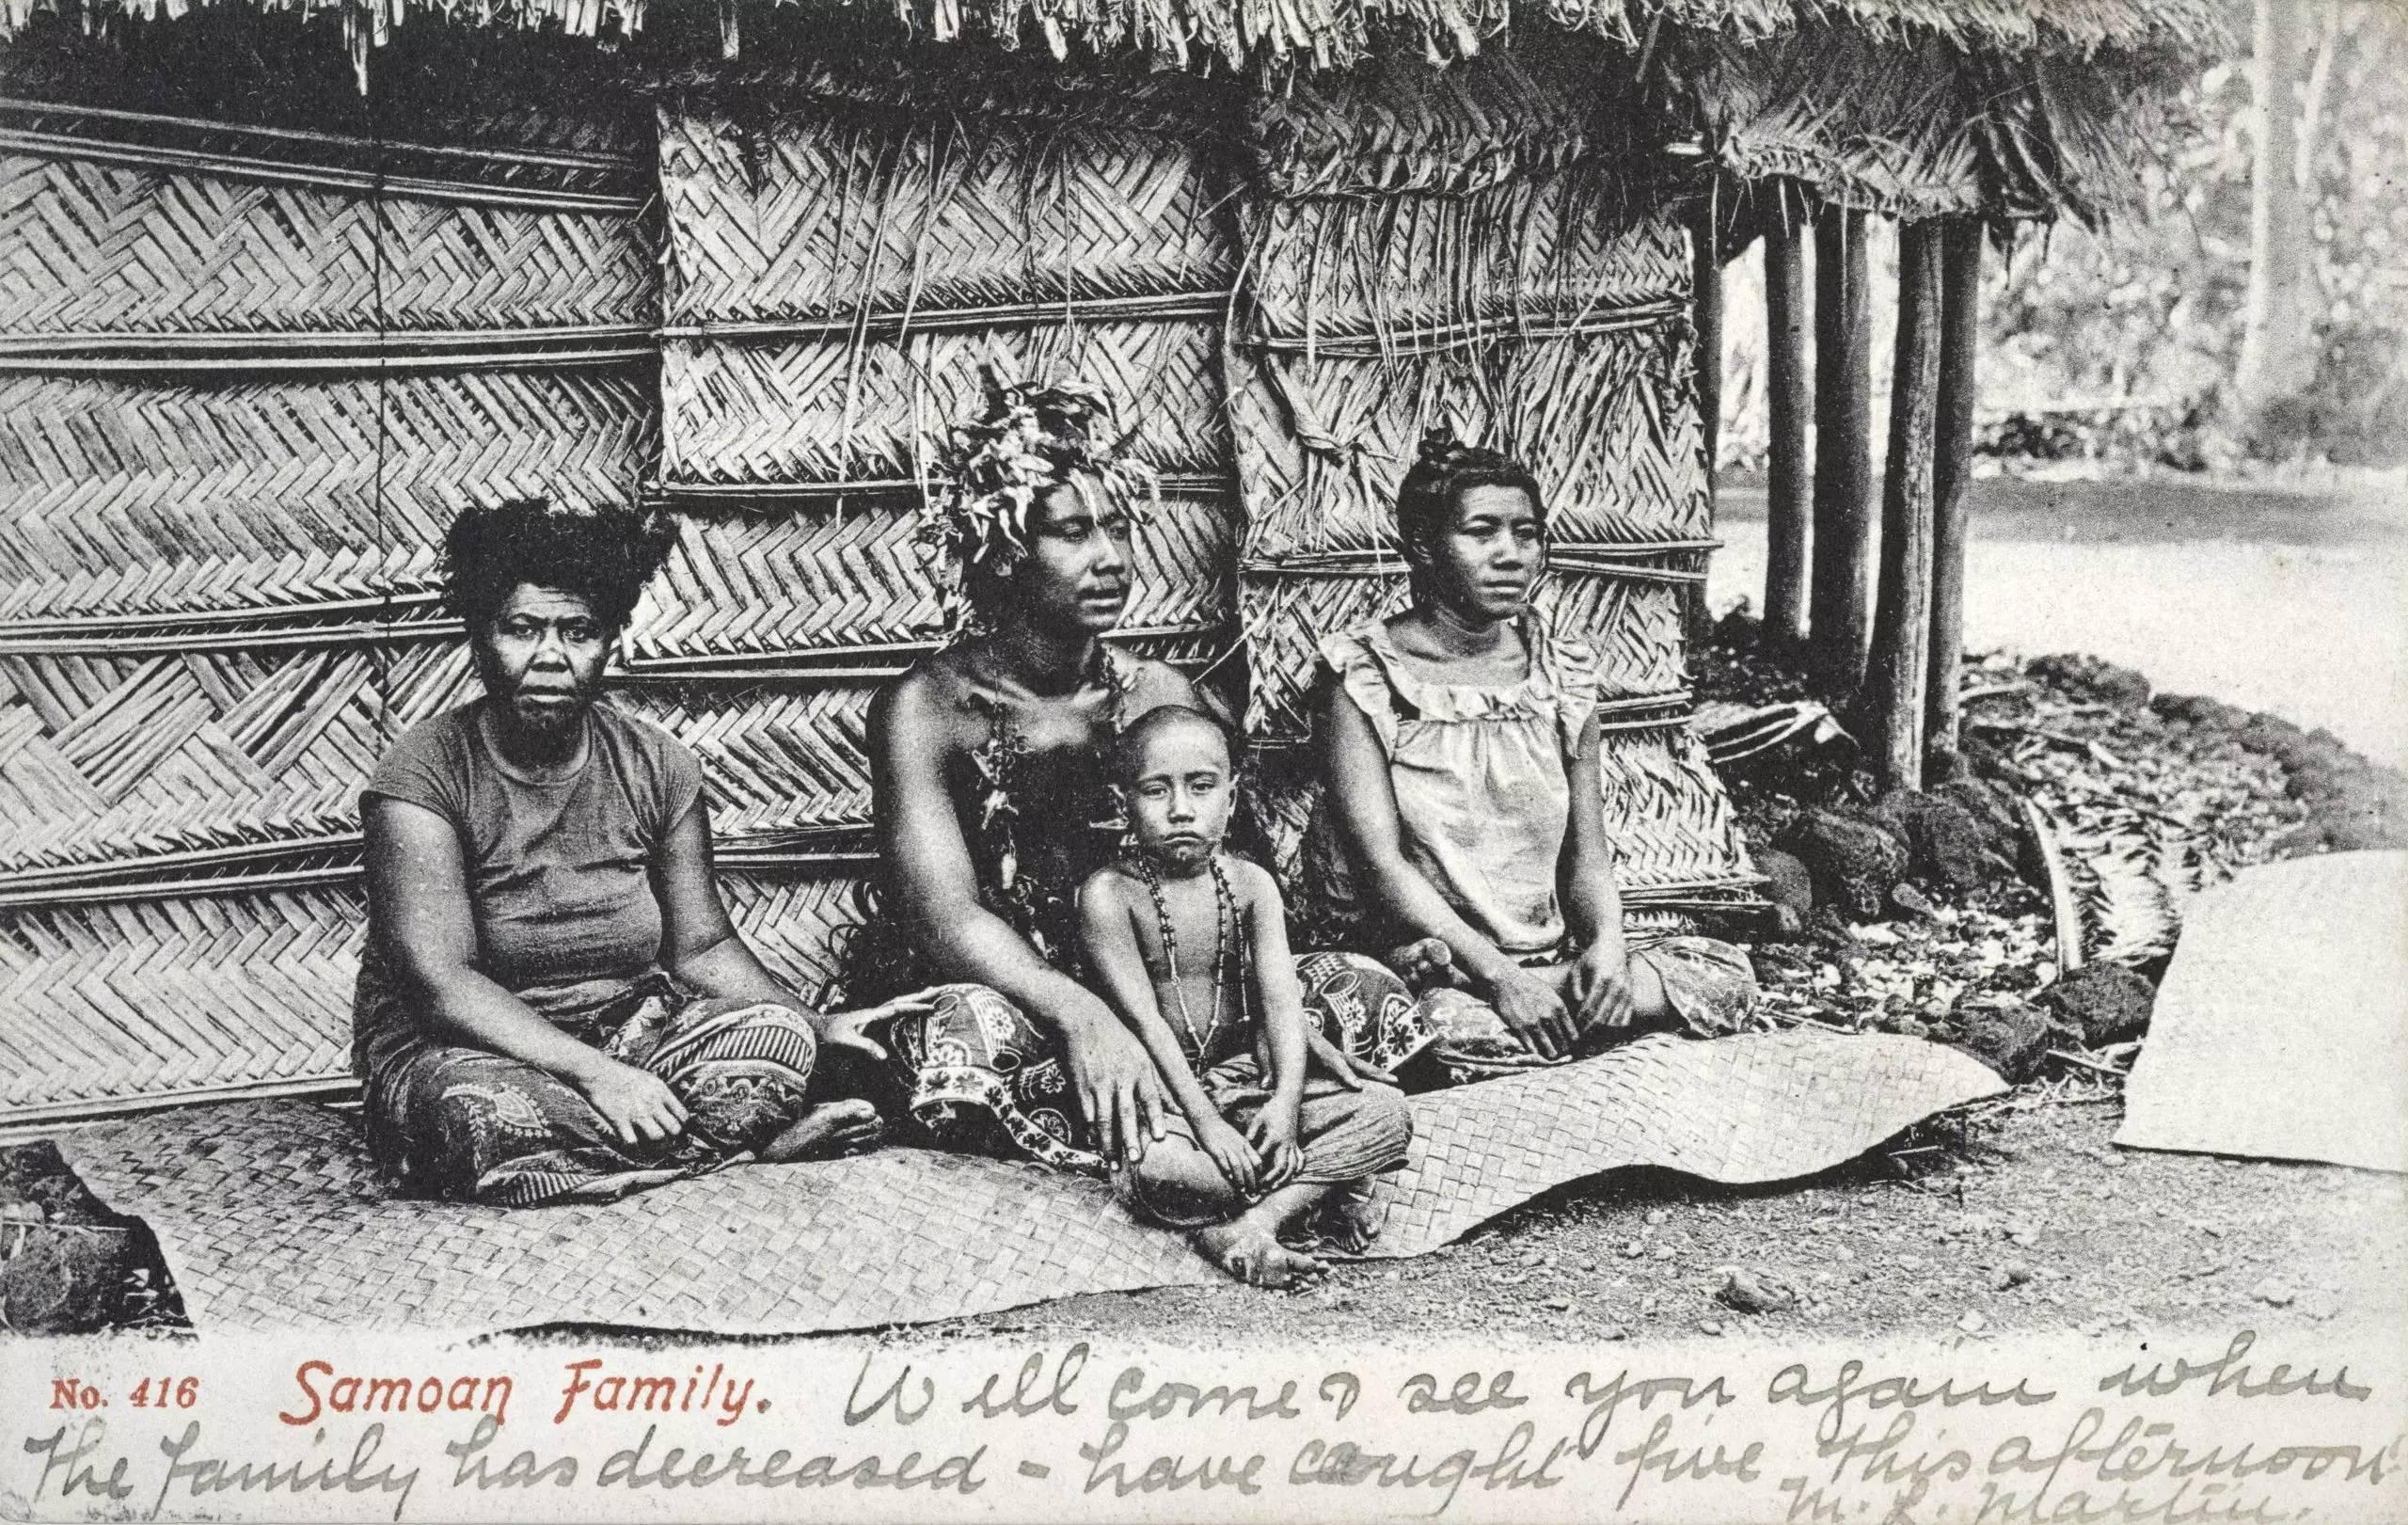 No. 416 Samoan Family. Will come & see you again when
the family has decreased - have caught five this afternoon
M. L. Martin.